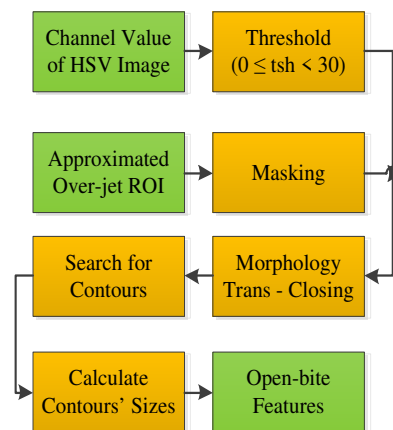 Channel Value
of HSV Image
Threshold
(0 ≤ tsh < 30)
Approximated
Over-jet ROI
Masking
Search for
Contours
Morphology
Trans - Closing
Calculate
Contours' Sizes
Open-bite
Features